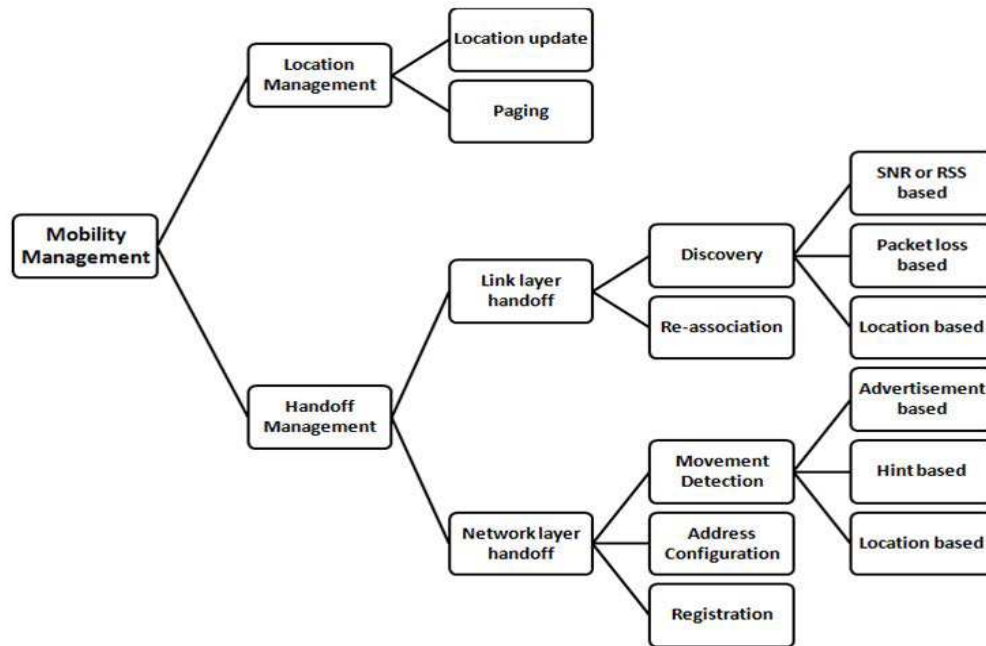 Location update
Location
Management
Paging
SNR or RSS
based
Mobility
Management
Discovery
Packet loss
based
Link layer
handoff
Re-association
Location based
Handoff
Management
Advertisement
based
Movement
Detection
Hint based
Network layer
handoff
Address
Configuration
Location based
Registration